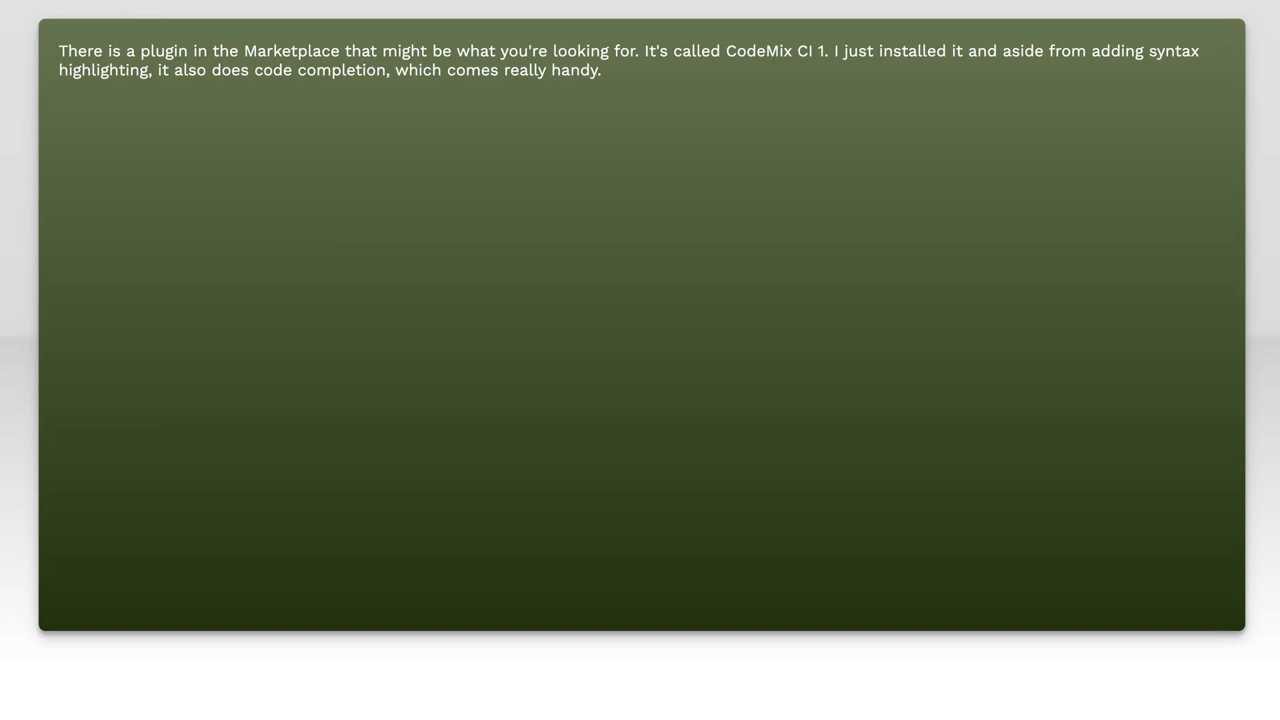 There is a plugin in the Marketplace that might be what you're looking for. It's called CodeMix CI 1. I just installed it and aside from adding syntax
highlighting, it also does code completion, which comes really handy.